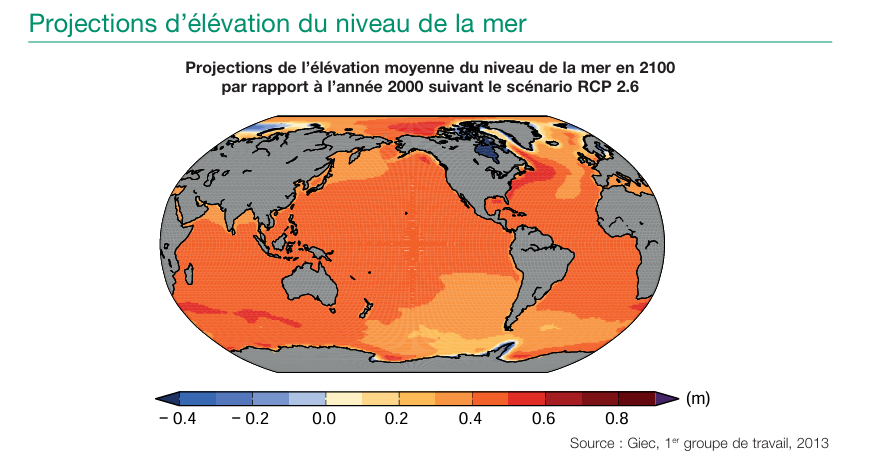 Projections d’élévation du niveau de la mer
Projections de l’élévation moyenne du niveau de la mer en 2100
par rapport à l’année 2000 suivant le scénario RCP 2.6
− 0.4 − 0.2 0.0 0.2 0.4 0.6 0.8 (m)
Source : Giec, 1er groupe de travail, 2013